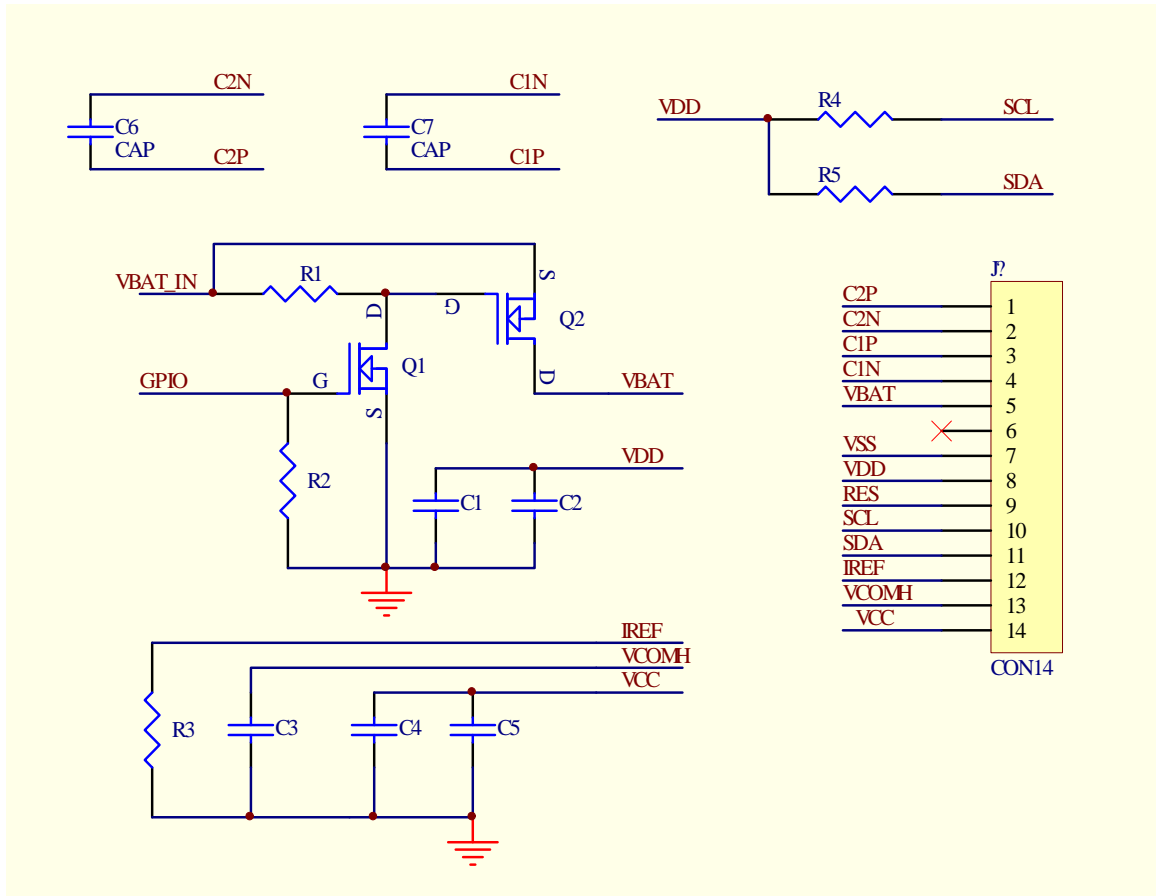 C2N
C6
CAP
C2P
C1N
C7
CAP
C1P
VDD
R4
SCL
R5
SDA
VBAT_IN
R1
D
G
S
Q2
D
VBAT
GPIO
G
Q1
S
R2
VDD
C1
C2
J?
C2P
1
C2N
2
C1P
3
C1N
4
VBAT
5
6
VSS
7
VDD
8
RES
9
SCL
10
SDA
11
IREF
12
VCOMH
13
VCC
14
CON14
IREF
VCOMH
VCC
R3
C3
C4
C5